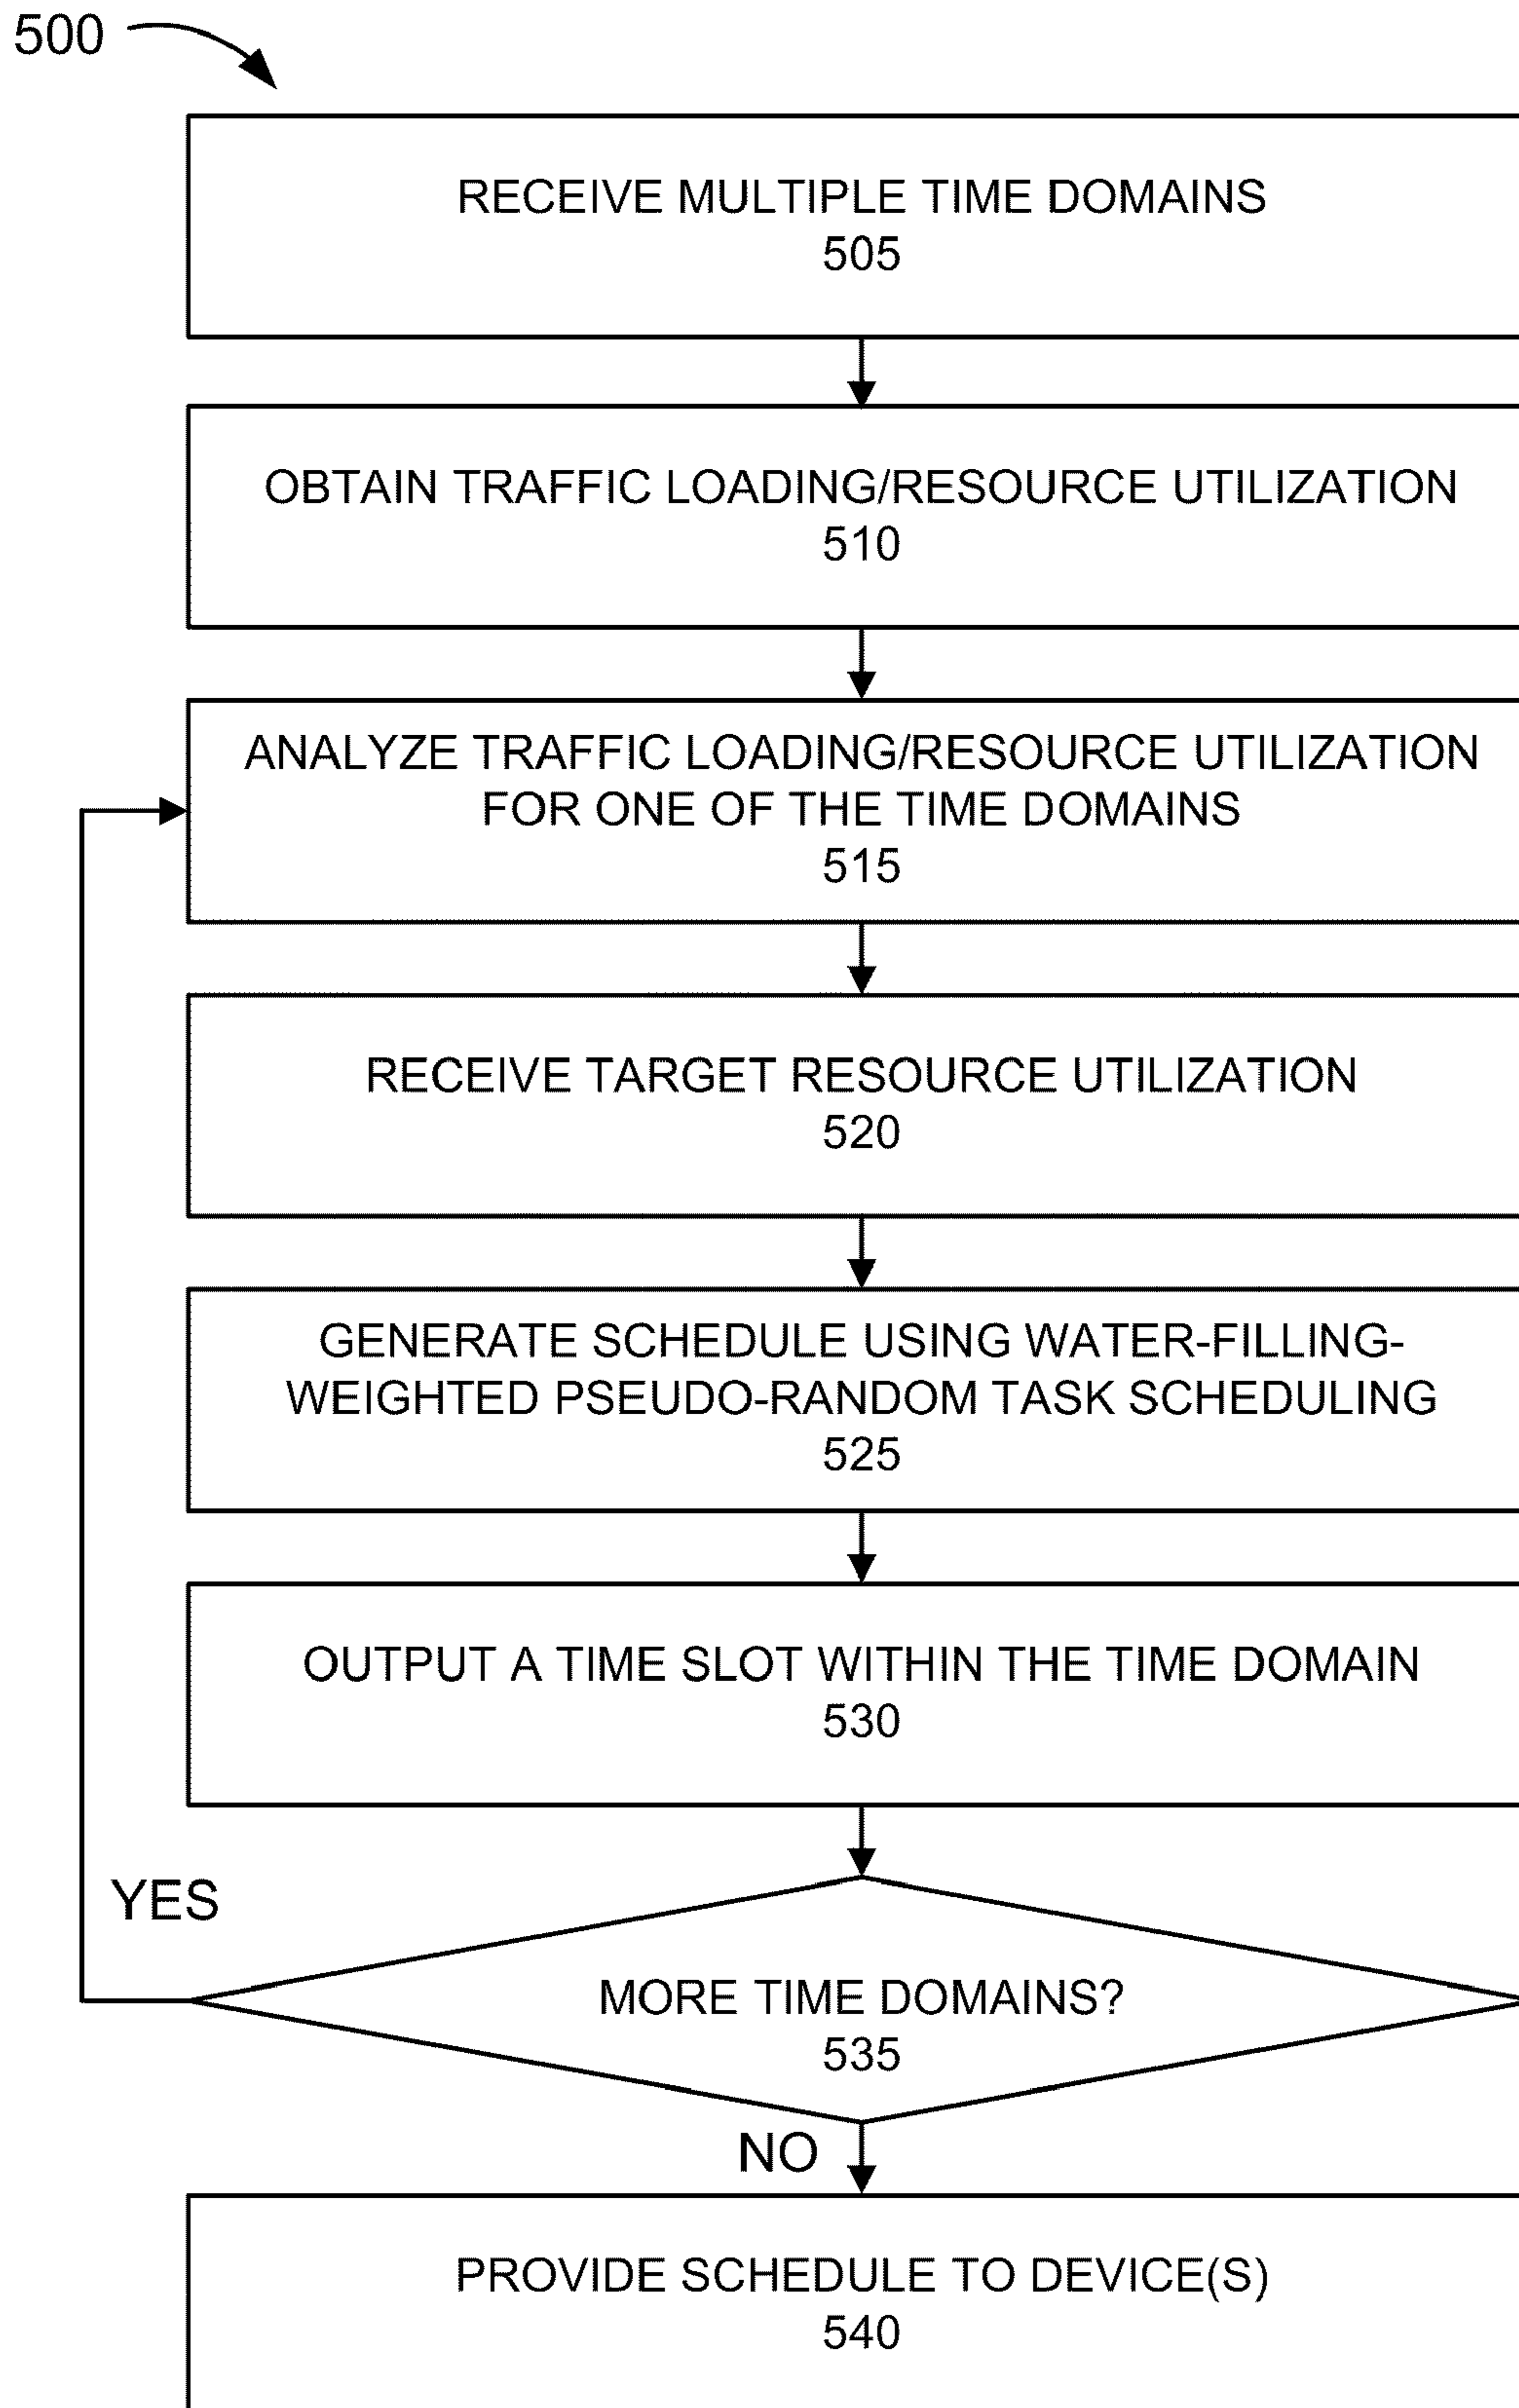 500
RECEIVE MULTIPLE TIME DOMAINS
505
OBTAIN TRAFFIC LOADING/RESOURCE UTILIZATION
510
ANALYZE TRAFFIC LOADING/RESOURCE UTILIZATION
FOR ONE OF THE TIME DOMAINS
515
RECEIVE TARGET RESOURCE UTILIZATION
520
GENERATE SCHEDULE USING WATER-FILLING-
WEIGHTED PSEUDO-RANDOM TASK SCHEDULING
525
OUTPUT A TIME SLOT WITHIN THE TIME DOMAIN
530
YES
MORE TIME DOMAINS?
535
NO
PROVIDE SCHEDULE TO DEVICE(S)
540